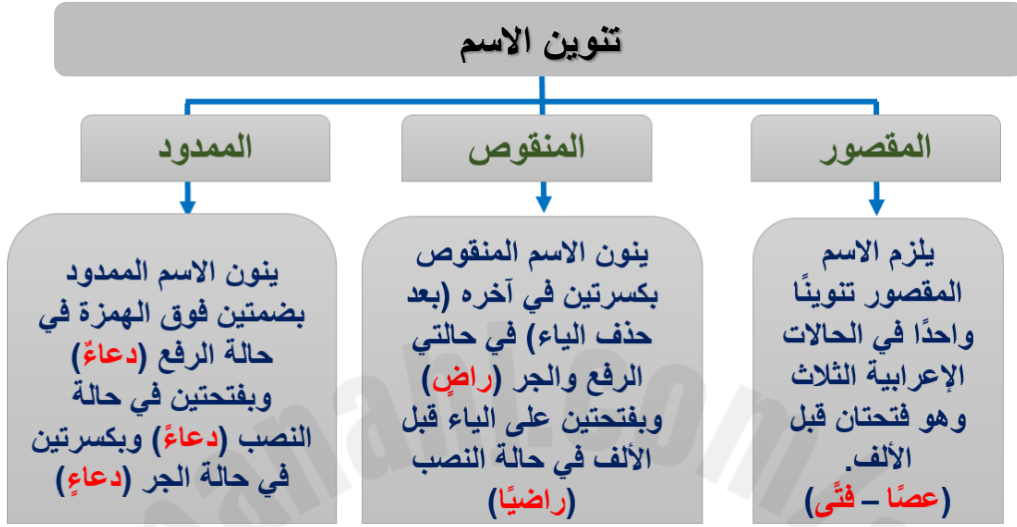 تنوين الاسم
المقصور
يلزم الاسم
المقصور تنوينًا
واحدًا في الحالات
الإعرابية الثلاث
وهو فتحتان قبل
الألف.
(عصًا – فتًى)
المنقوص
ينون الاسم المنقوص
بكسرتين في آخره (بعد
حذف الياء) في حالتي
الرفع والجر (راضٍ)
وبفتحتين على الياء قبل
الألف في حالة النصب
(راضيًا)
الممدود
ينون الاسم الممدود
بضمتين فوق الهمزة في
حالة الرفع (دعاءٌ)
وبفتحتين في حالة
النصب (دعاءً) وبكسرتين
في حالة الجر (دعاءٍ)